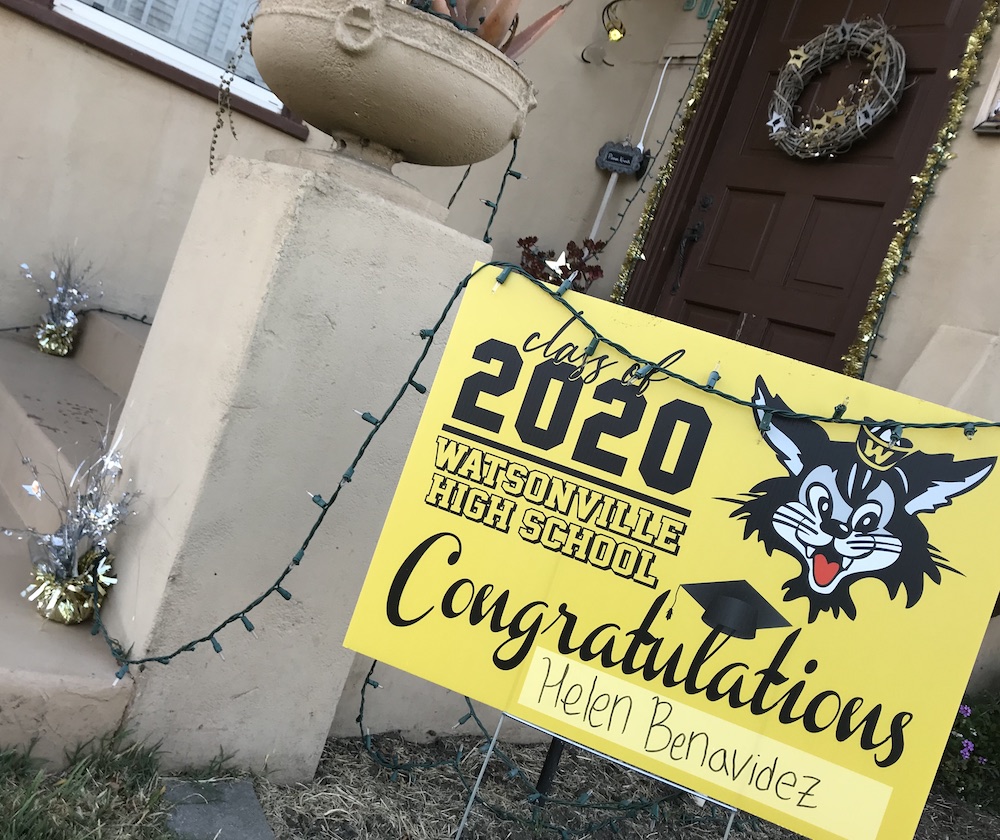 class of
2020
WATSONVILLE
HIGH SCHOOL
W
Congratulations
Helen Benavidez